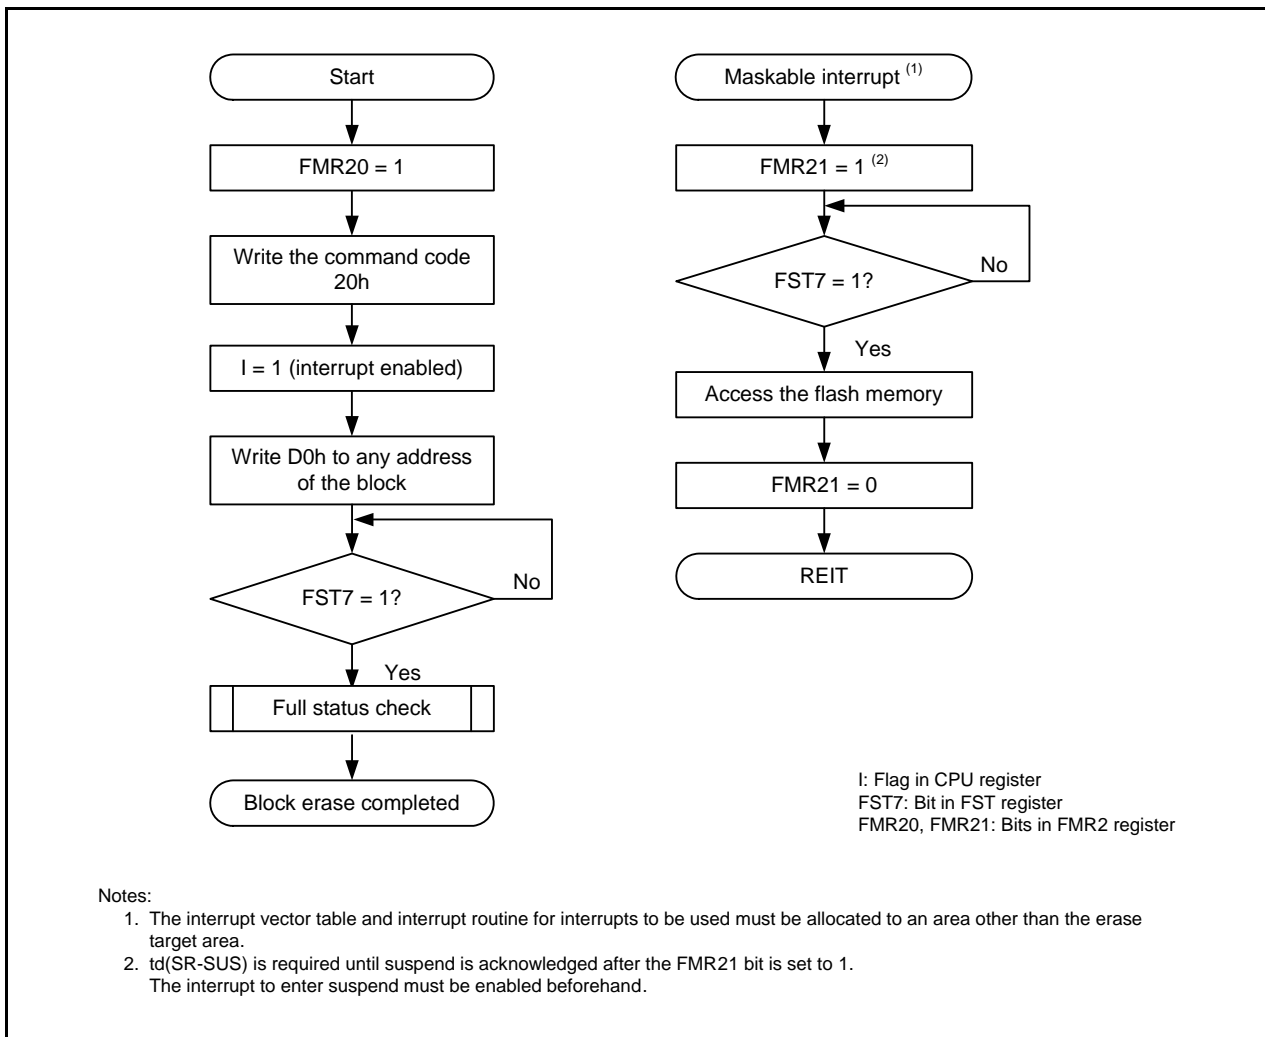 Start
FMR20 = 1
Write the command code
20h
I = 1 (interrupt enabled)
Write D0h to any address
of the block
No
FST7 = 1?
Yes
Full status check
Block erase completed
Maskable interrupt (1)
FMR21 = 1 (2)
No
FST7 = 1?
Yes
Access the flash memory
FMR21 = 0
REIT
I: Flag in CPU register
FST7: Bit in FST register
FMR20, FMR21: Bits in FMR2 register
Notes:
1. The interrupt vector table and interrupt routine for interrupts to be used must be allocated to an area other than the erase
target area.
2. td(SR-SUS) is required until suspend is acknowledged after the FMR21 bit is set to 1.
The interrupt to enter suspend must be enabled beforehand.